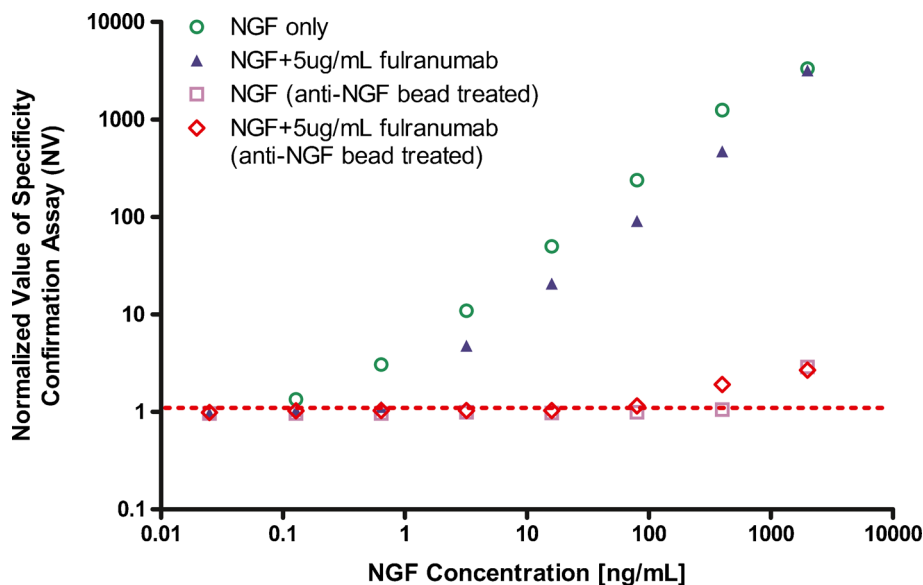 Normalized Value of Specificity
Confirmation Assay (NV)
10000
1000
100
10
1
0.1
NGF only
NGF+5ug/mL fulranumab
NGF (anti-NGF bead treated)
NGF+5ug/mL fulranumab
(anti-NGF bead treated)
0.01
0.1
1
10
100
1000
10000
NGF Concentration [ng/mL]